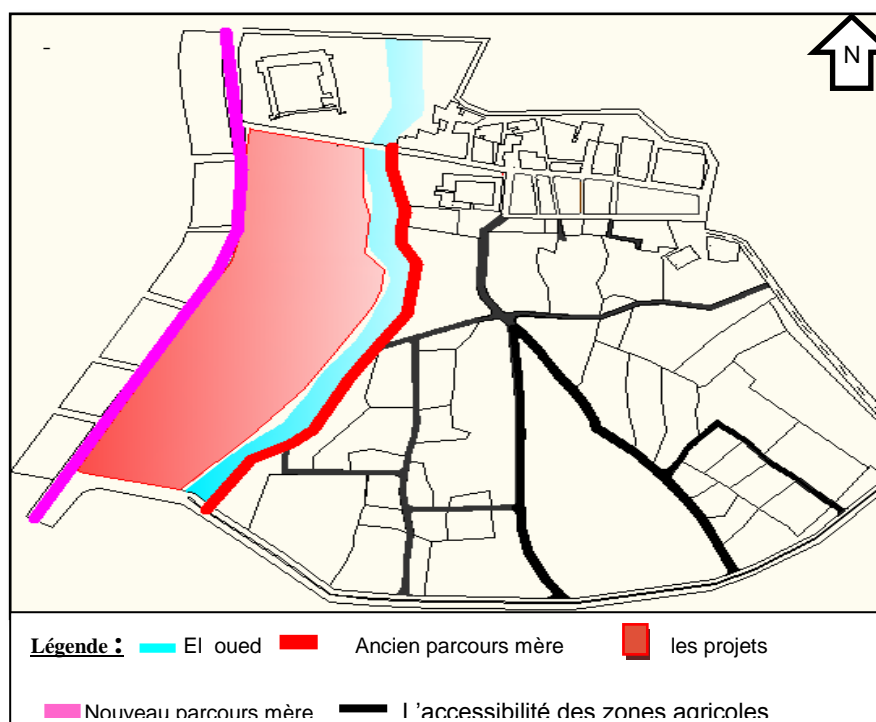 N
Légende : El oued Ancien parcours mère les projets
Nouveau parcours mère L'accessibilité des zones agricoles